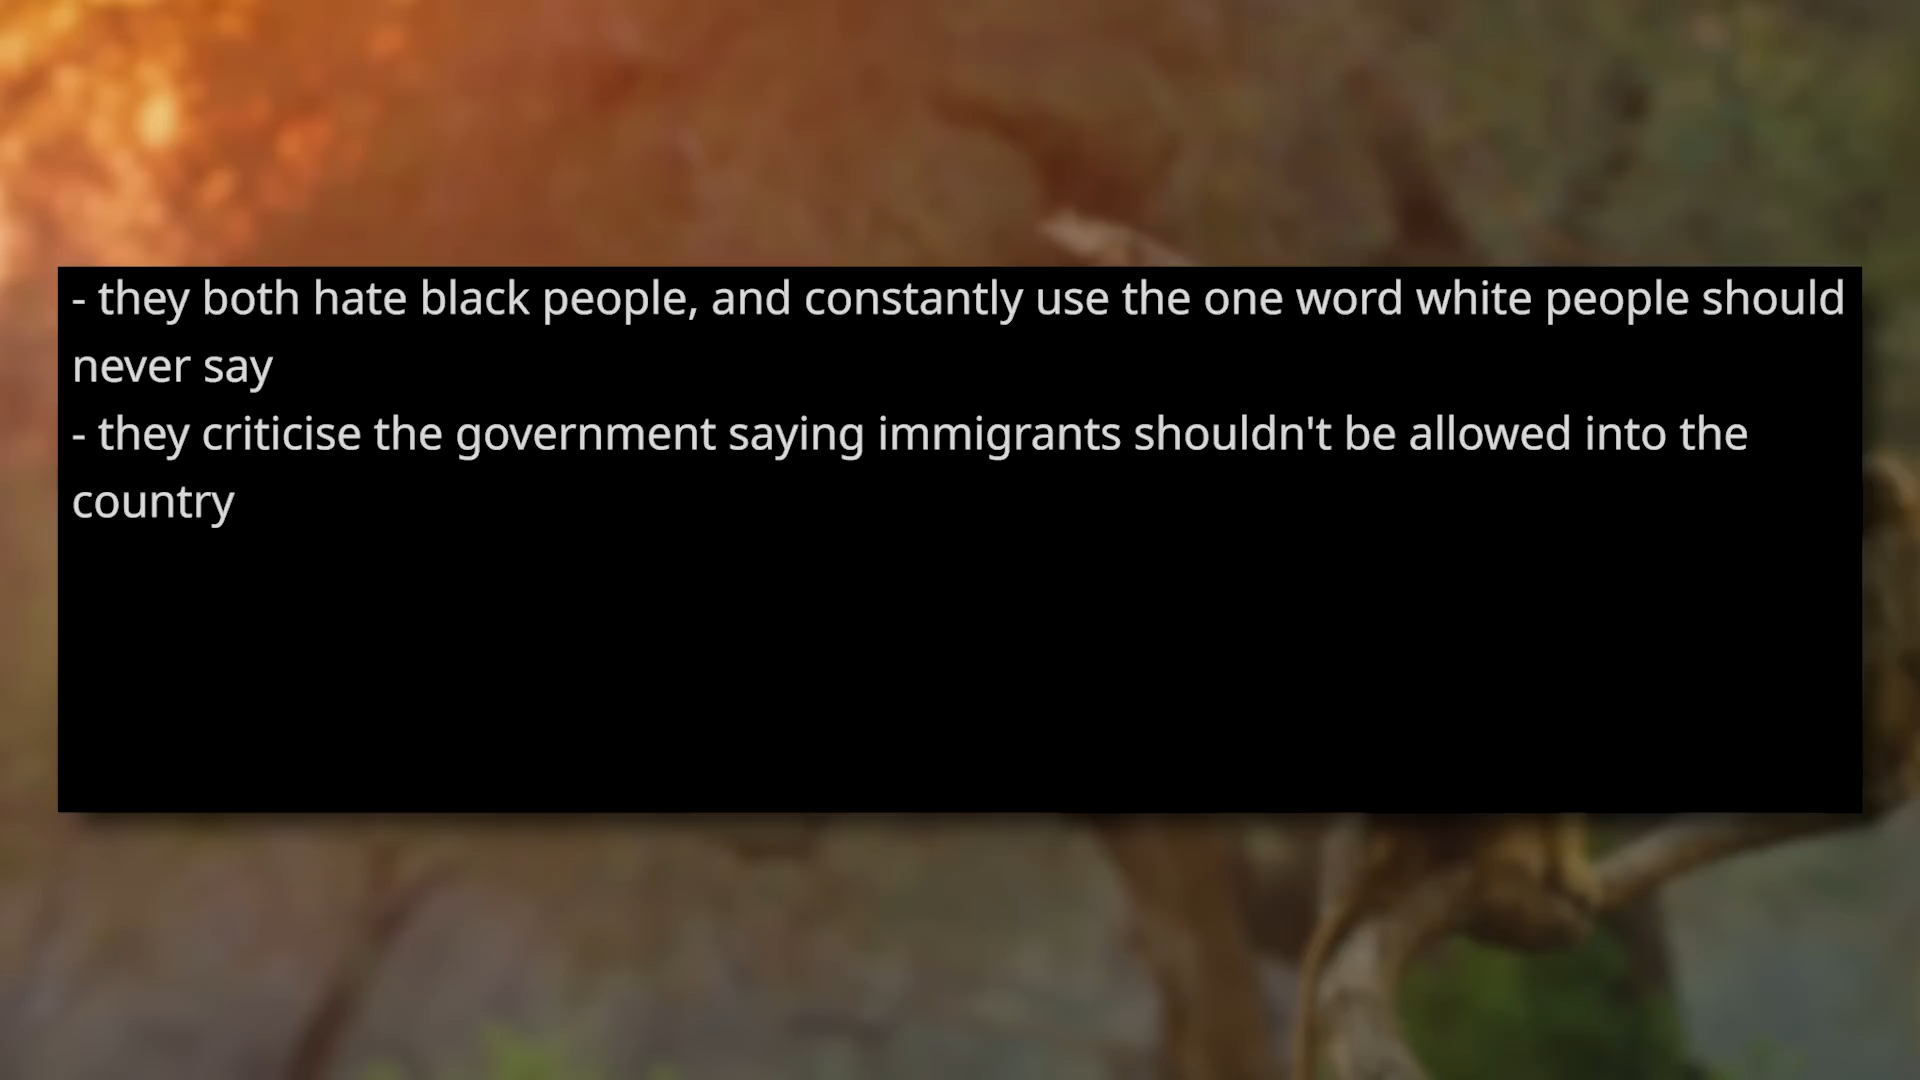 - they both hate black people, and constantly use the one word white people should
never say
- they criticise the government saying immigrants shouldn't be allowed into the
country